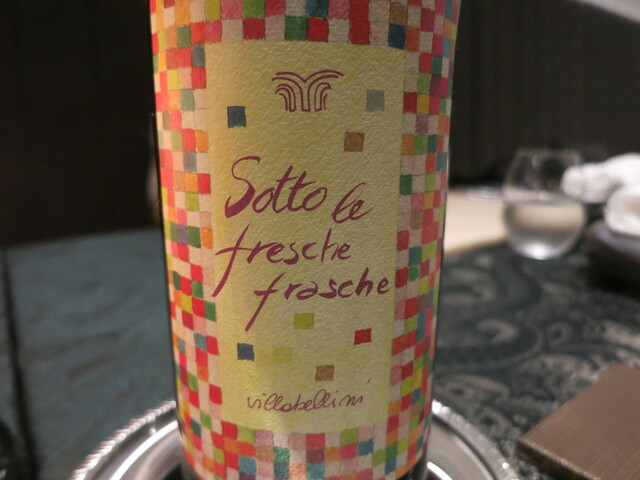 Sotto le
fresche
frasche
villabellini